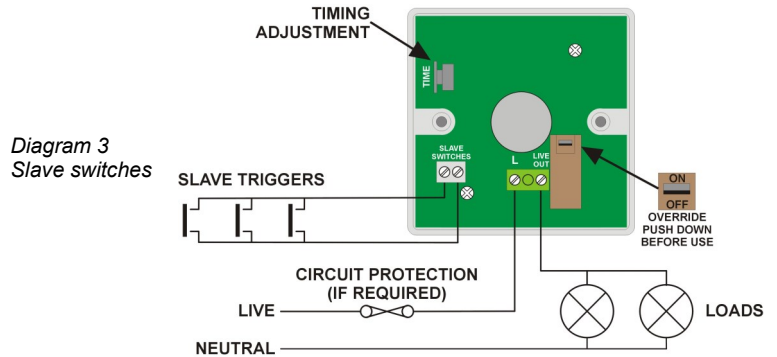 TIMING
ADJUSTMENT
TIME
Diagram 3
Slave switches
SLAVE
SWITCHES
L
LIVE
OUT
SLAVE TRIGGERS
ON
OFF
OVERRIDE
PUSH DOWN
BEFORE USE
CIRCUIT PROTECTION
(IF REQUIRED)
LIVE
LOADS
NEUTRAL